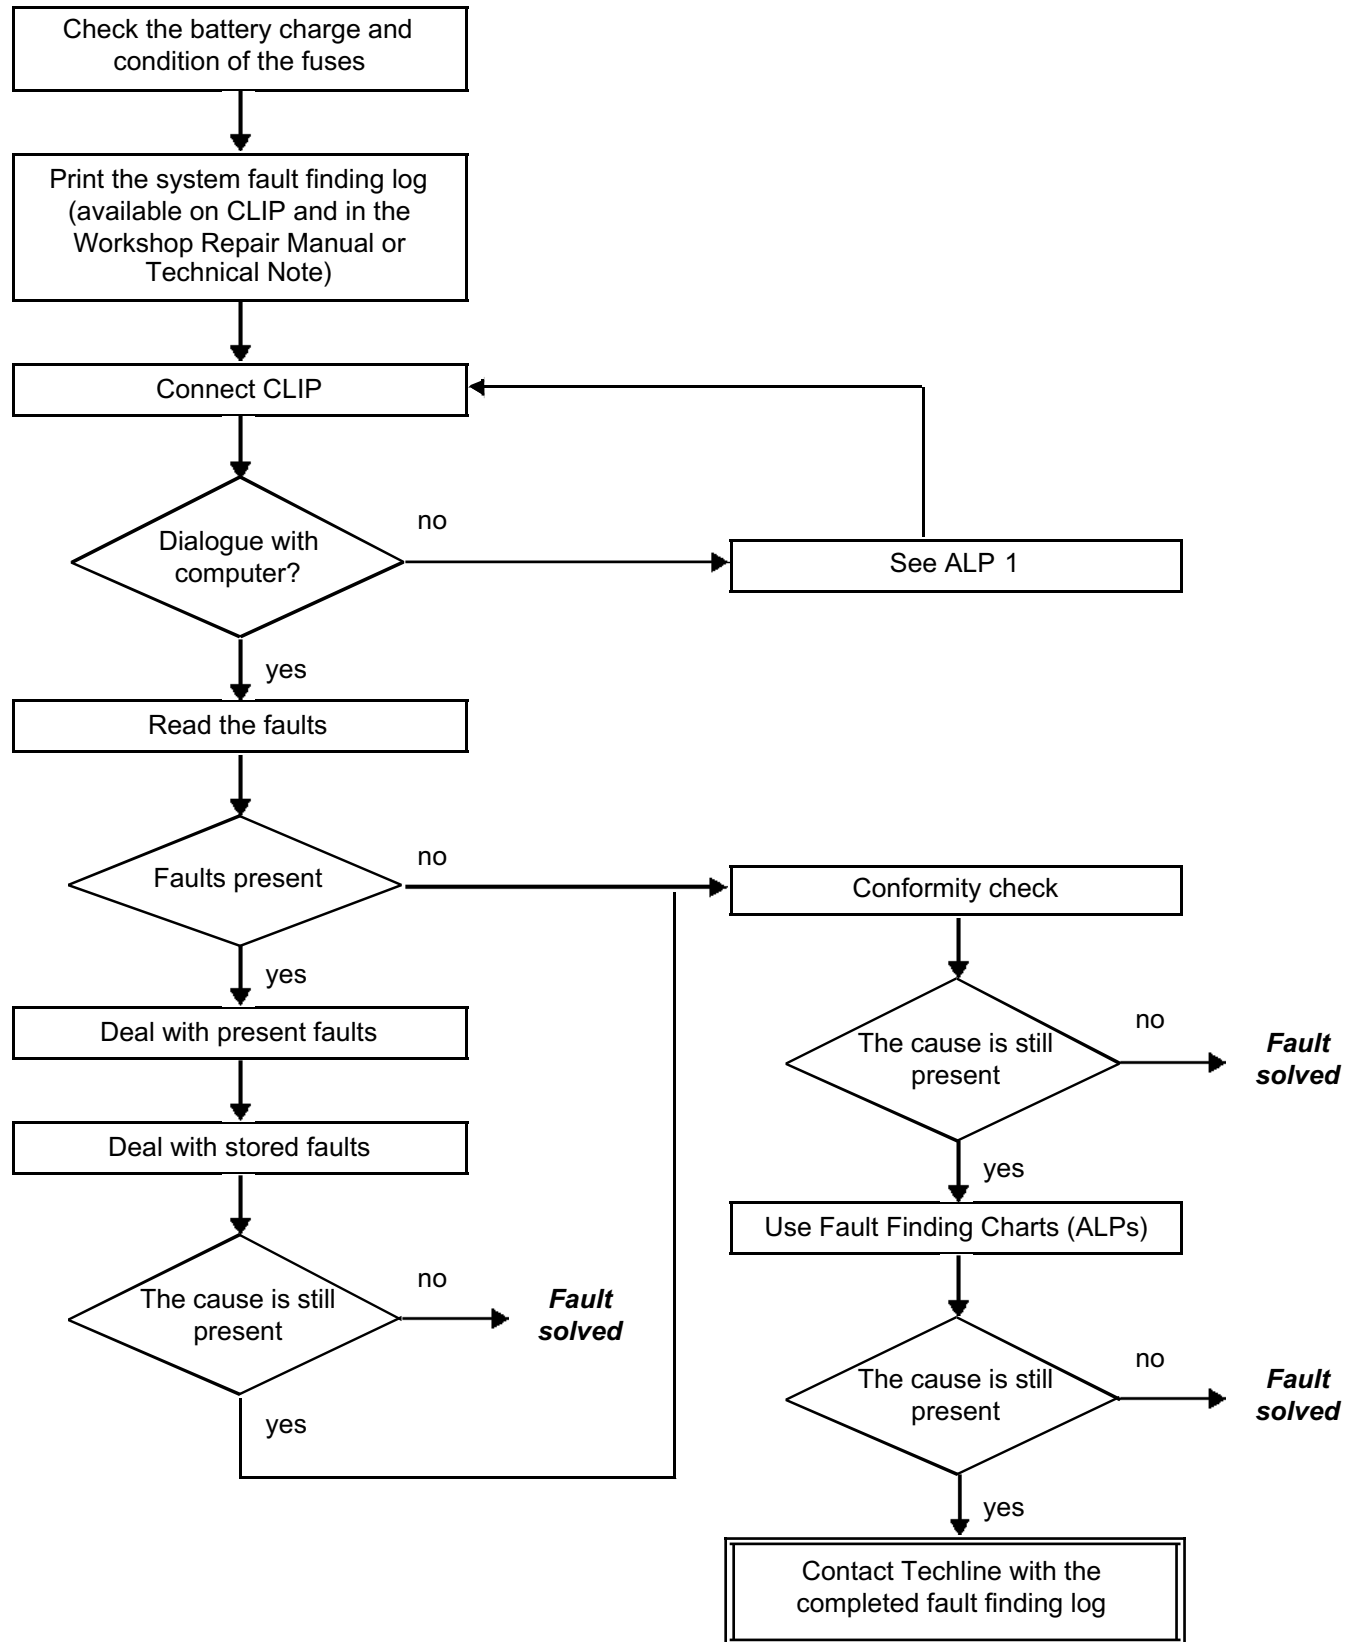 Check the battery charge and
condition of the fuses
Print the system fault finding log
(available on CLIP and in the
Workshop Repair Manual or
Technical Note)
Connect CLIP
Dialogue with
computer?
no
See ALP 1
yes
Read the faults
Faults present
no
Conformity check
yes
Deal with present faults
Deal with stored faults
The cause is still
present
no
Fault
solved
yes
The cause is still
present
no
Fault
solved
yes
Use Fault Finding Charts (ALPs)
The cause is still
present
no
Fault
solved
yes
Contact Techline with the
completed fault finding log